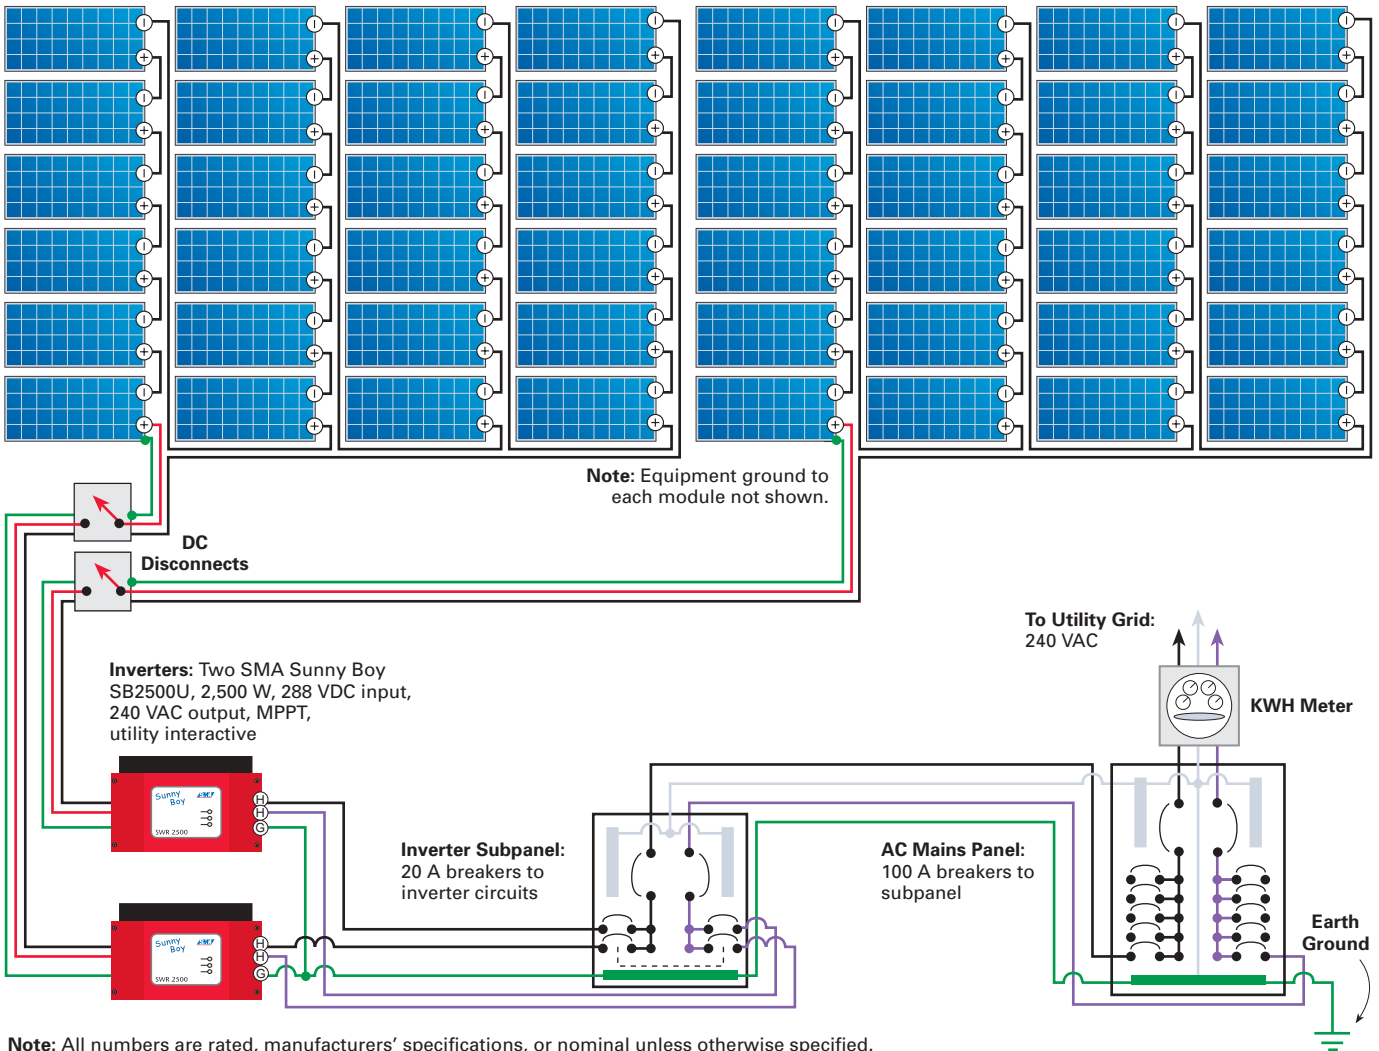 Note: Equipment ground to
each module not shown.
DC
Disconnects
To Utility Grid:
240 VAC
Inverters: Two SMA Sunny Boy
SB2500U, 2,500 W, 288 VDC input,
240 VAC output, MPPT,
utility interactive
KWH Meter
Sunny
Boy
SMA
SWR 2500
H
H
G
Inverter Subpanel:
20 A breakers to
inverter circuits
AC Mains Panel:
100 A breakers to
subpanel
Earth
Ground
Sunny
Boy
SMA
SWR 2500
H
H
G
Note: All numbers are rated, manufacturers’ specifications, or nominal unless otherwise specified.